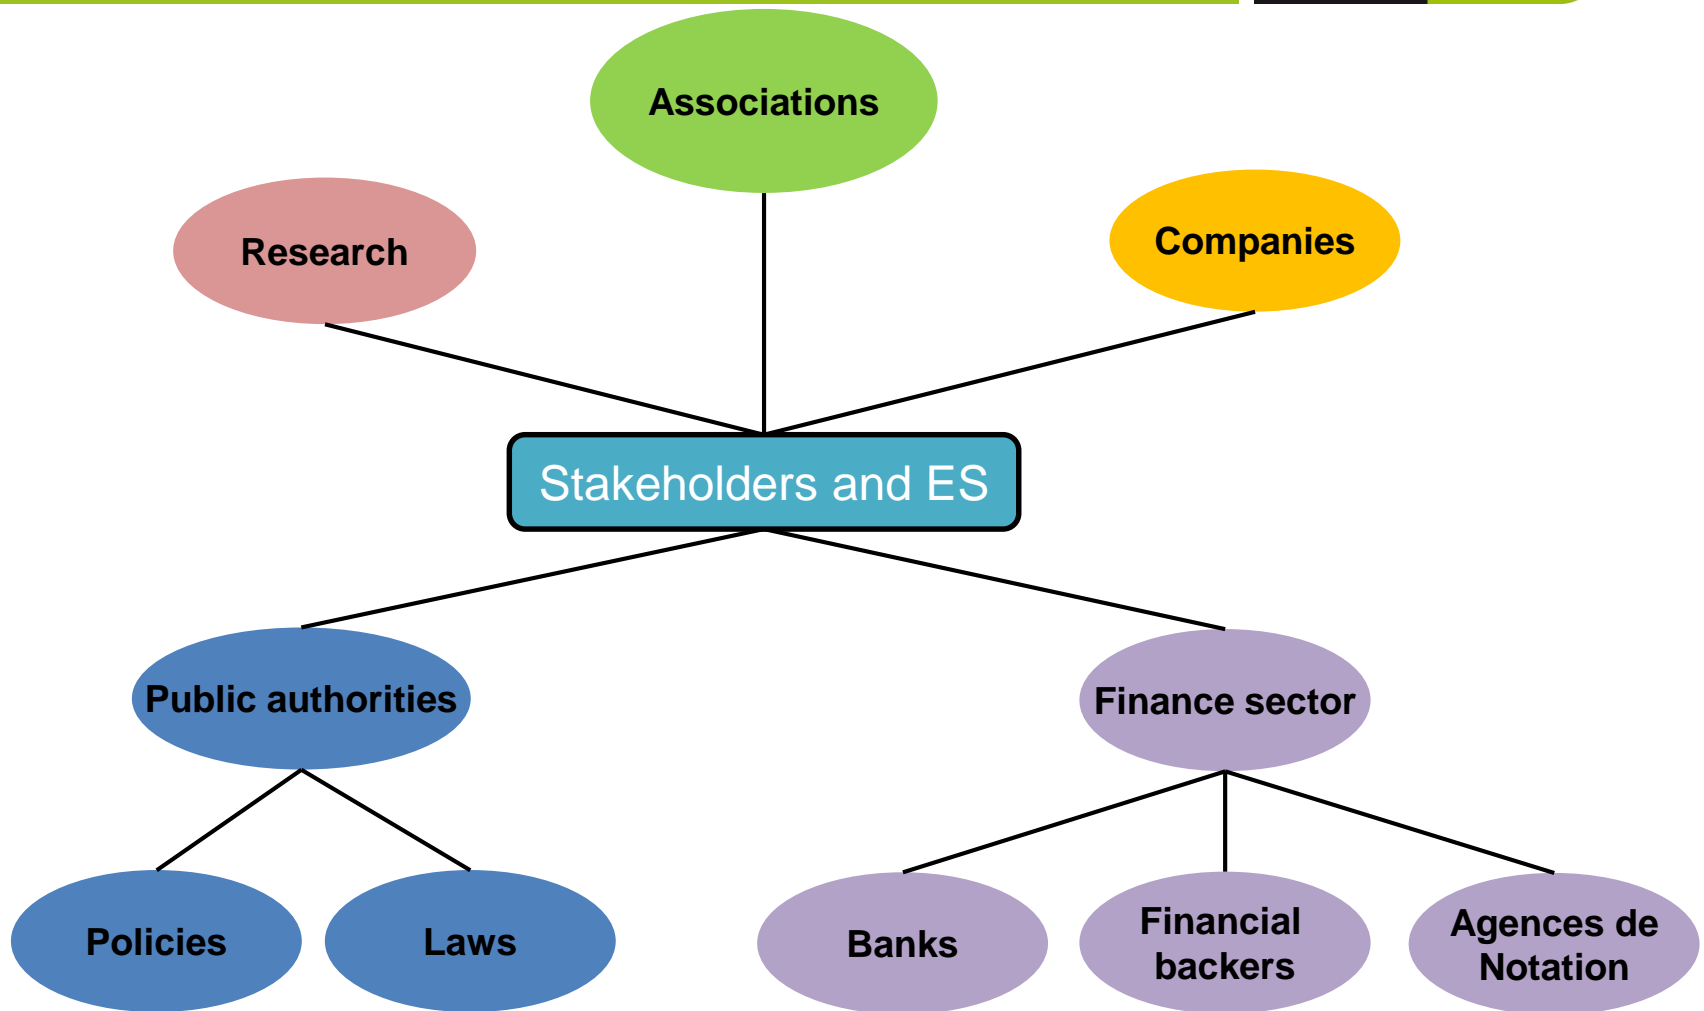 Associations
Research
Companies
Stakeholders and ES
Public authorities
Finance sector
Policies
Laws
Banks
Financial
backers
Agences de
Notation